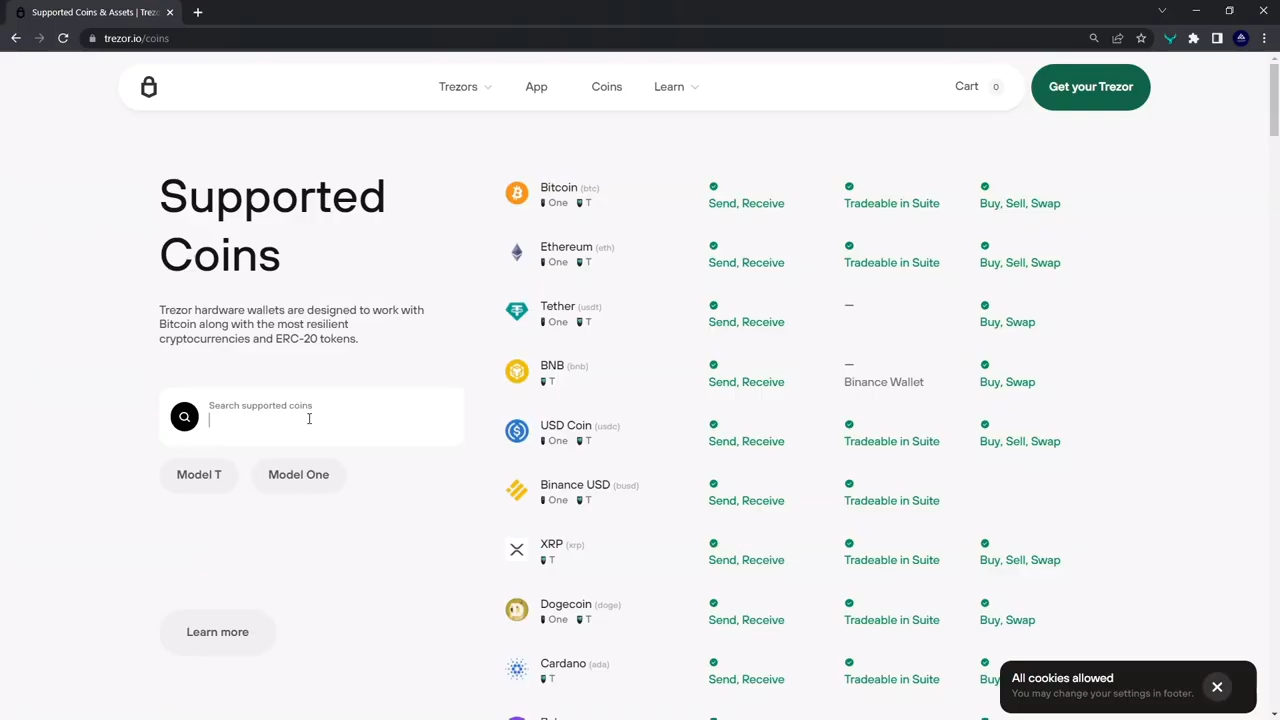 Supported Coins & Assets | Trezo
trezor.io/coins
Trezors
App
Coins
Learn
Cart 0
Get your Trezor
Supported
Coins
Trezor hardware wallets are designed to work with
Bitcoin along with the most resilient
cryptocurrencies and ERC-20 tokens.
Search supported coins
Model T
Model One
Learn more
Bitcoin (btc)
One T
Send, Receive
Tradeable in Suite
Buy, Sell, Swap
Ethereum (eth)
One T
Send, Receive
Tradeable in Suite
Buy, Sell, Swap
Tether (usdt)
One T
Send, Receive
—
Buy, Swap
BNB (bnb)
T
Send, Receive
—
Binance Wallet
Buy, Swap
USD Coin (usdc)
One T
Send, Receive
Tradeable in Suite
Buy, Sell, Swap
Binance USD (busd)
One T
Send, Receive
Tradeable in Suite
XRP (xrp)
T
Send, Receive
Tradeable in Suite
Buy, Sell, Swap
Dogecoin (doge)
One T
Send, Receive
Tradeable in Suite
Buy, Swap
Cardano (ada)
T
Send, Receive
Tradeable in Suite
All cookies allowed
You may change your settings in footer.